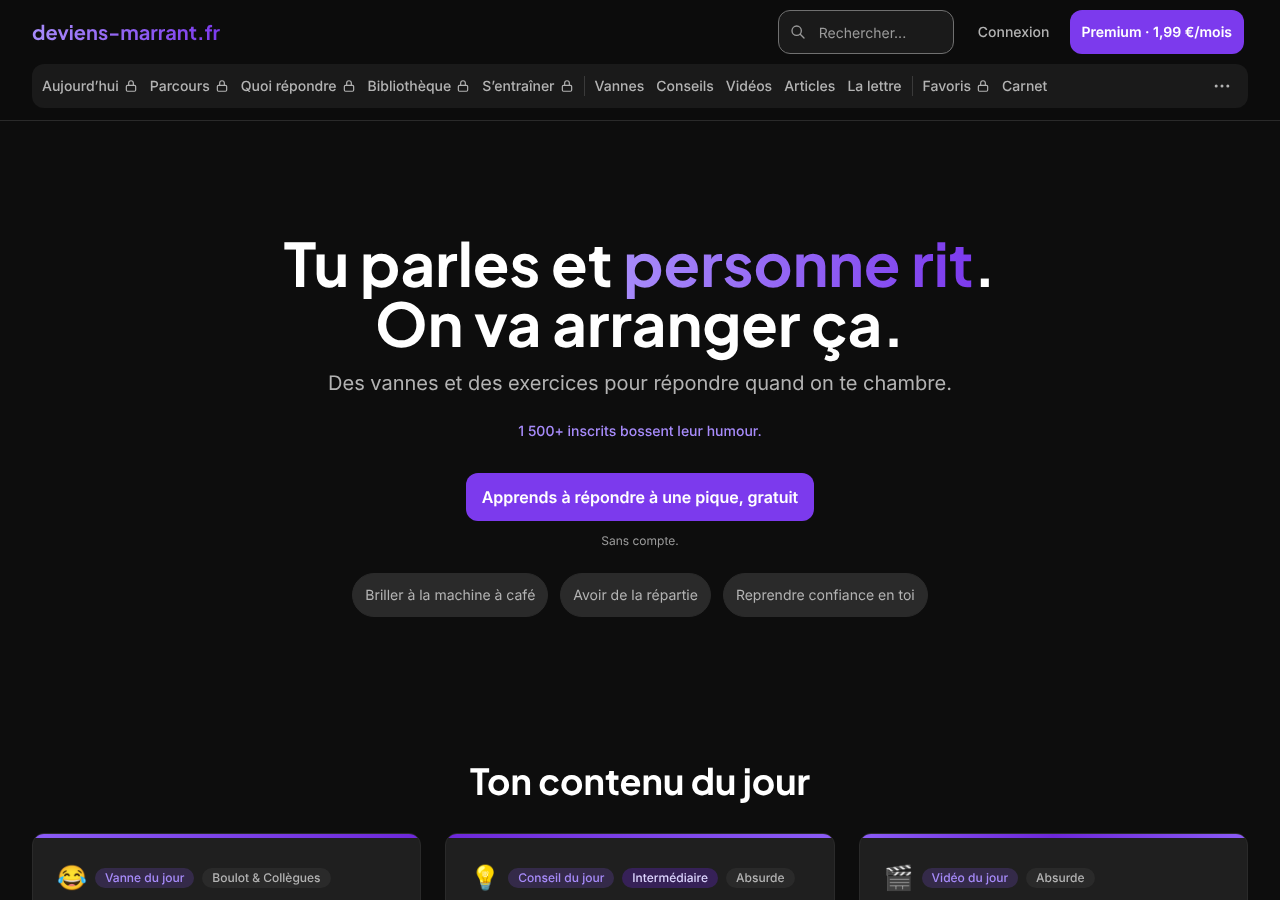 deviens-marrant.fr
Rechercher...
Connexion
Premium · 1,99 €/mois
Aujourd’hui Parcours Quoi répondre Bibliothèque S’entraîner Vannes Conseils Vidéos Articles La lettre Favoris Carnet
Tu parles et personne rit.
On va arranger ça.
Des vannes et des exercices pour répondre quand on te chambre.
1 500+ inscrits bossent leur humour.
Apprends à répondre à une pique, gratuit
Sans compte.
Briller à la machine à café
Avoir de la répartie
Reprendre confiance en toi
Ton contenu du jour
Vanne du jour Boulot & Collègues
Conseil du jour Intermédiaire Absurde
Vidéo du jour Absurde